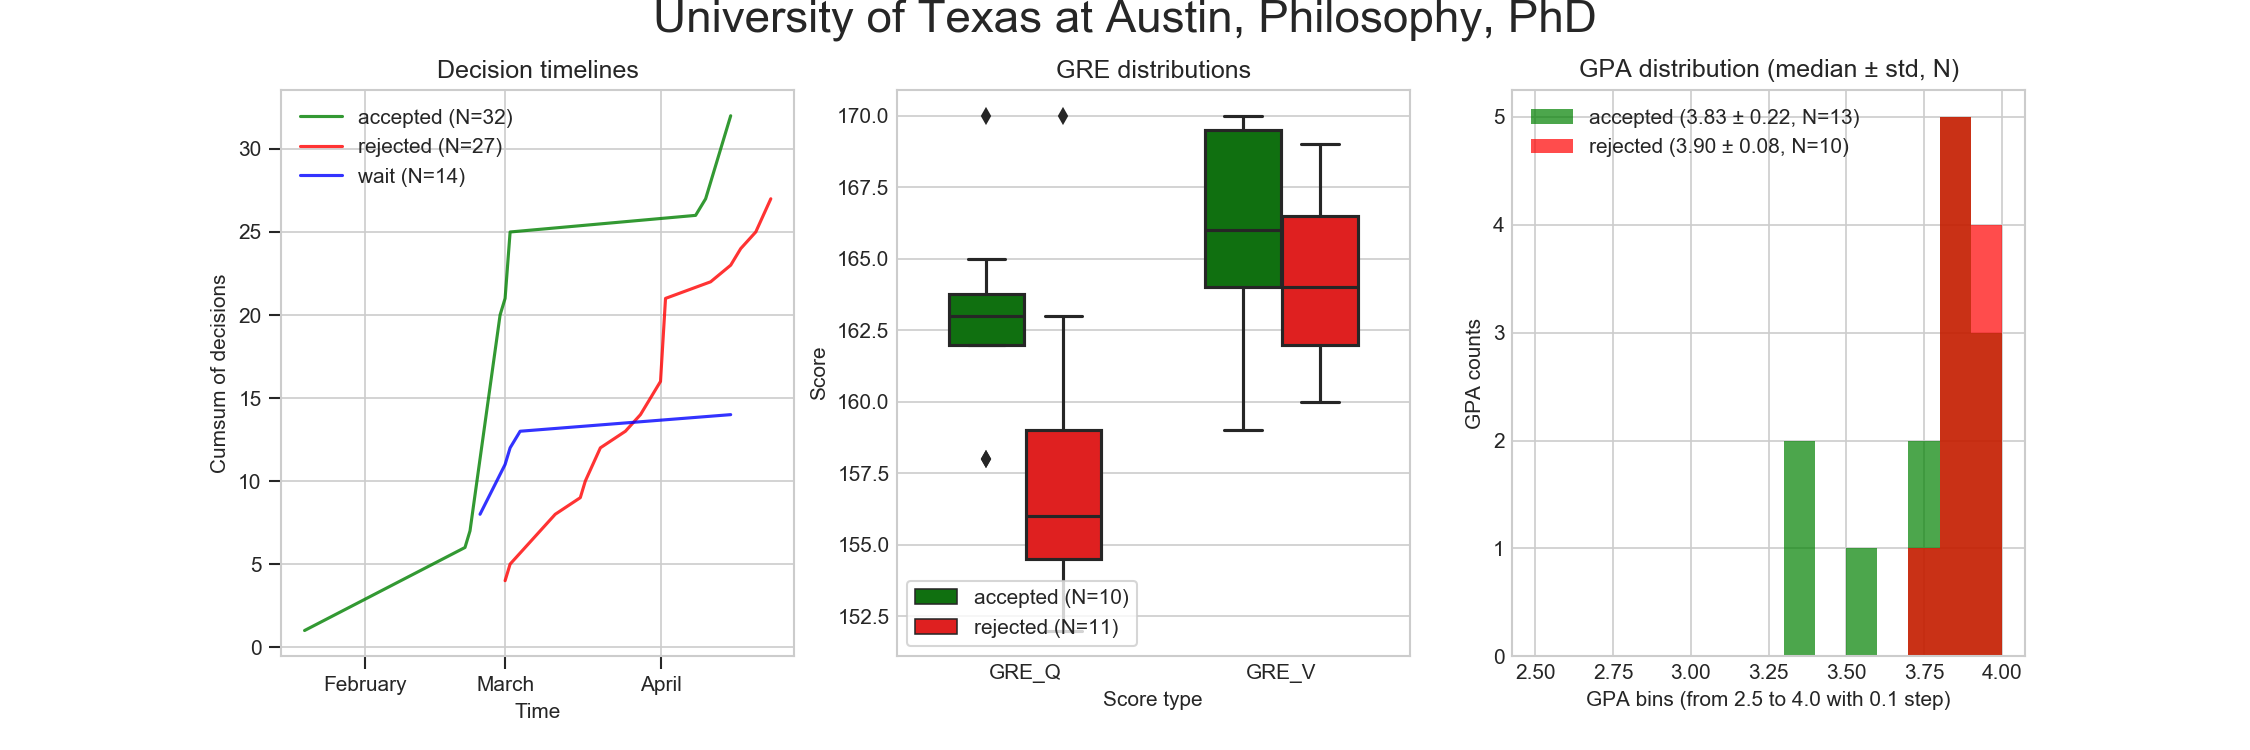 University of Texas at Austin, Philosophy, PhD
Decision timelines
accepted (N=32)
rejected (N=27)
wait (N=14)
30
25
20
15
10
5
0
Cumsum of decisions
February
March
April
Time
GRE distributions
170.0
167.5
165.0
162.5
160.0
157.5
155.0
152.5
Score
accepted (N=10)
rejected (N=11)
GRE_Q
GRE_V
Score type
GPA distribution (median ± std, N)
accepted (3.83 ± 0.22, N=13)
rejected (3.90 ± 0.08, N=10)
5
4
3
2
1
0
GPA counts
2.50
2.75
3.00
3.25
3.50
3.75
4.00
GPA bins (from 2.5 to 4.0 with 0.1 step)